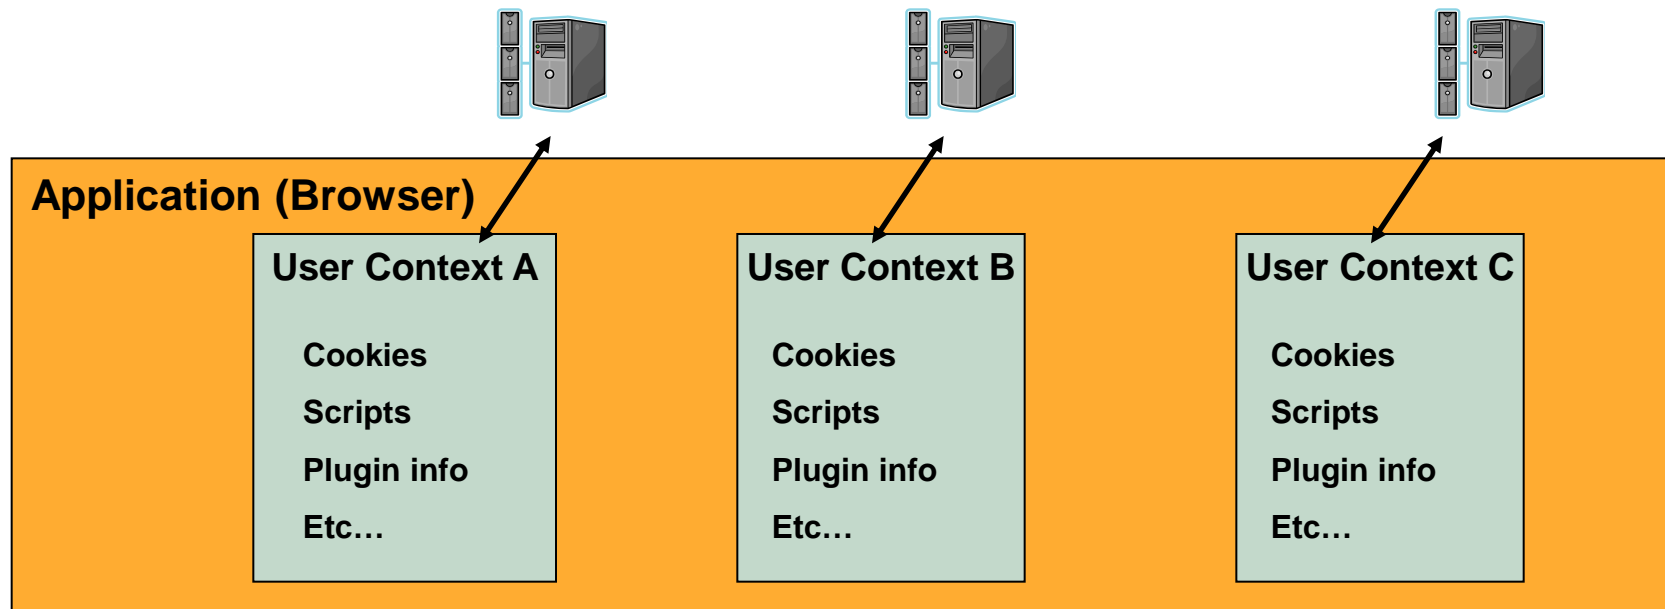 Application (Browser)
User Context A
Cookies
Scripts
Plugin info
Etc…
User Context B
Cookies
Scripts
Plugin info
Etc…
User Context C
Cookies
Scripts
Plugin info
Etc…